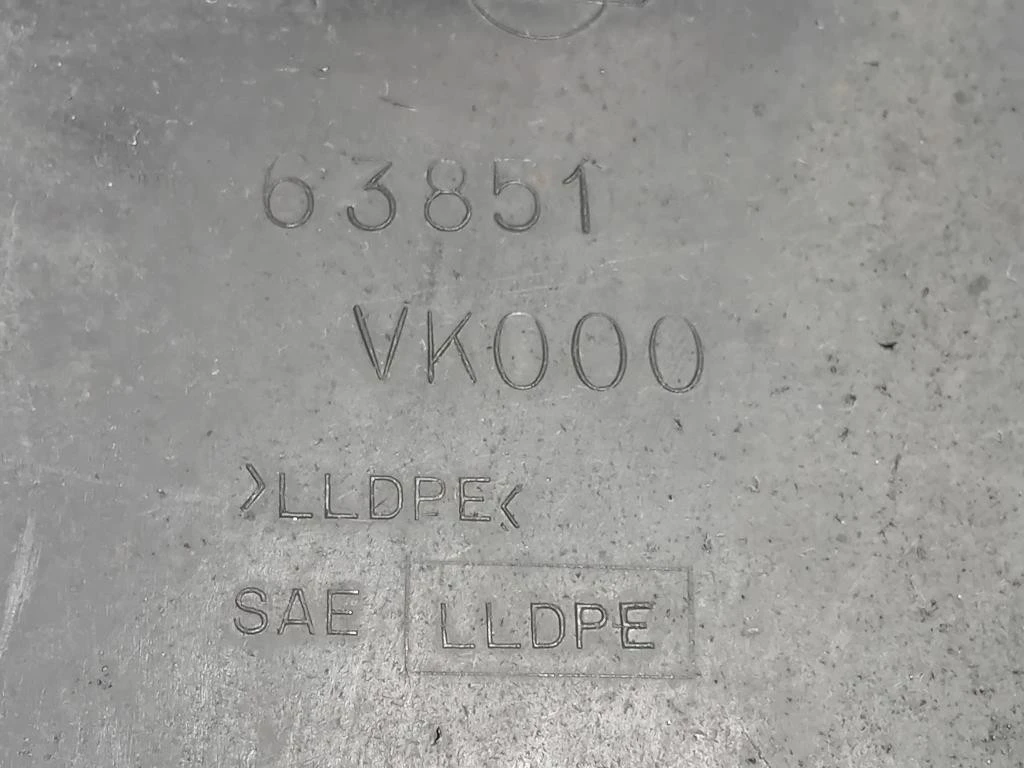 63851
VK000
>LLDPE<
SAE LLDPE